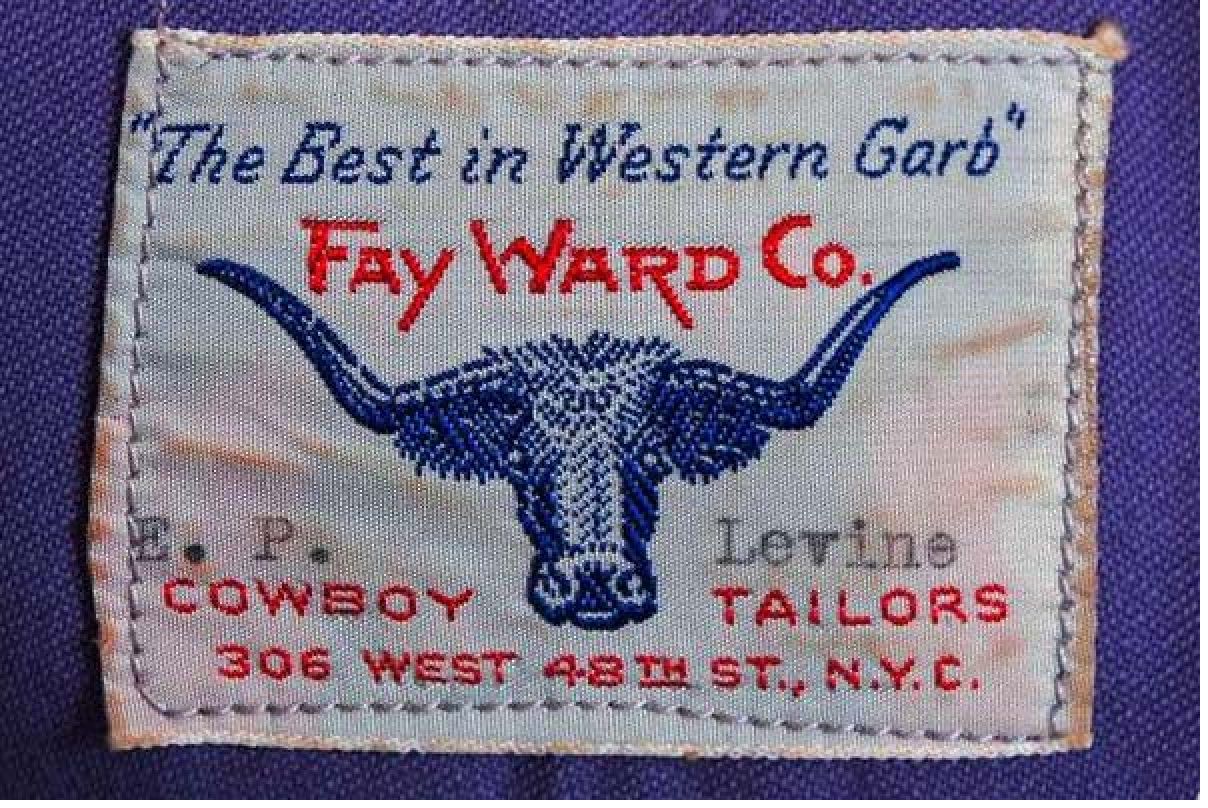 "The Best in Western Garb"
FAY WARD CO.
E. P. Levine
COWBOY TAILORS
306 WEST 48TH ST., N.Y.C.